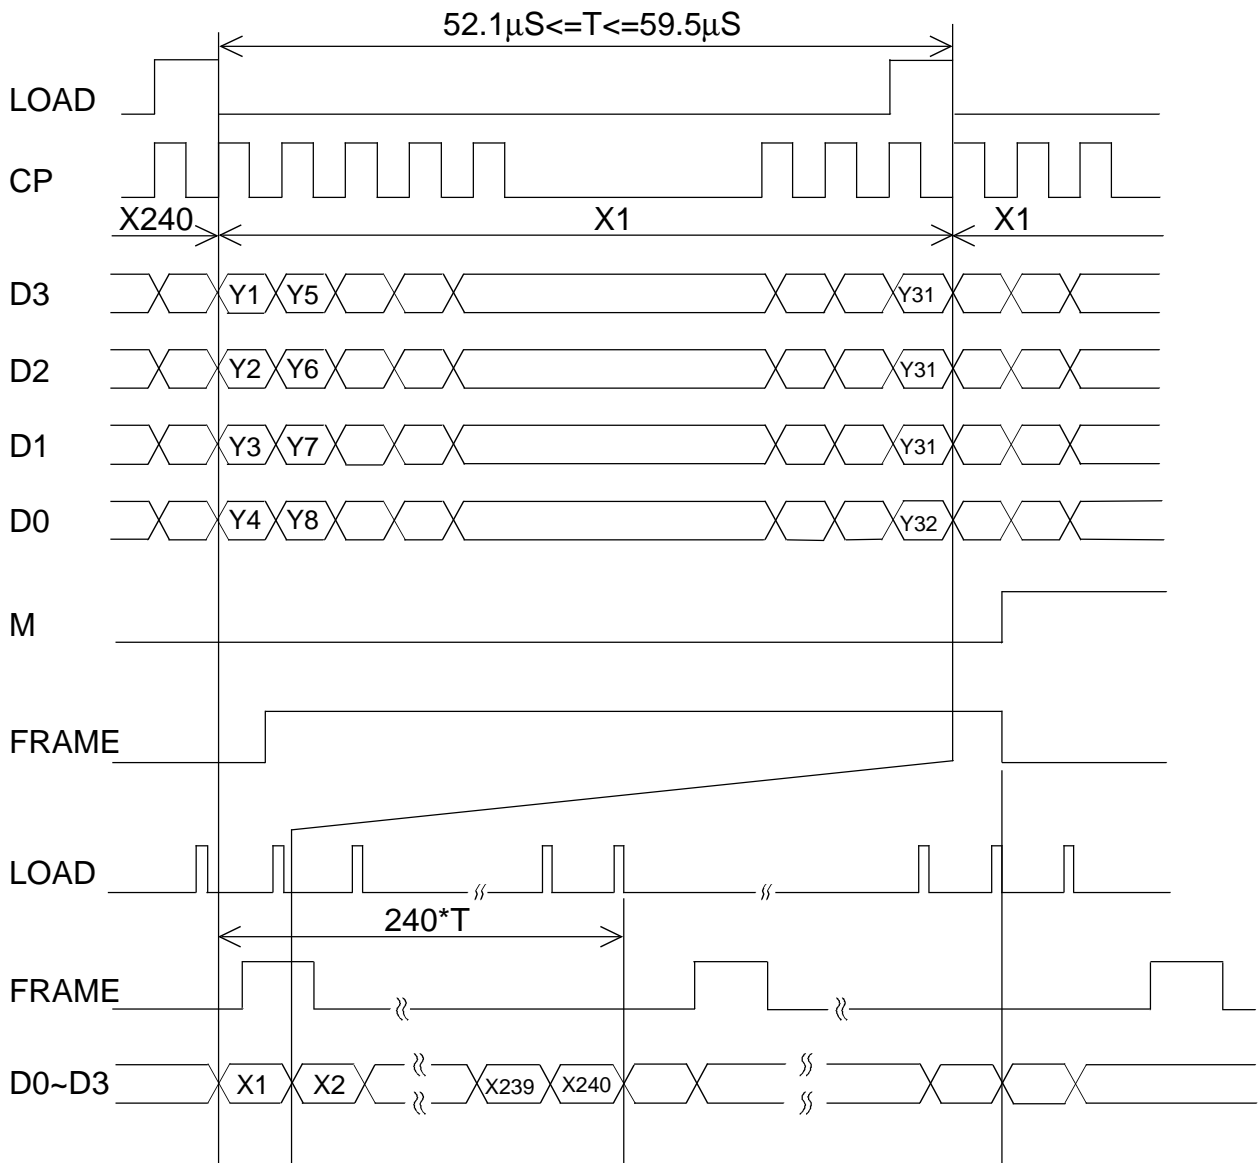 52.1μS<=T<=59.5μS
LOAD
CP
X240 X1 X1
D3 Y1 Y5 Y31
D2 Y2 Y6 Y31
D1 Y3 Y7 Y31
D0 Y4 Y8 Y32
M
FRAME
LOAD
240*T
FRAME
D0~D3 X1 X2 X239 X240